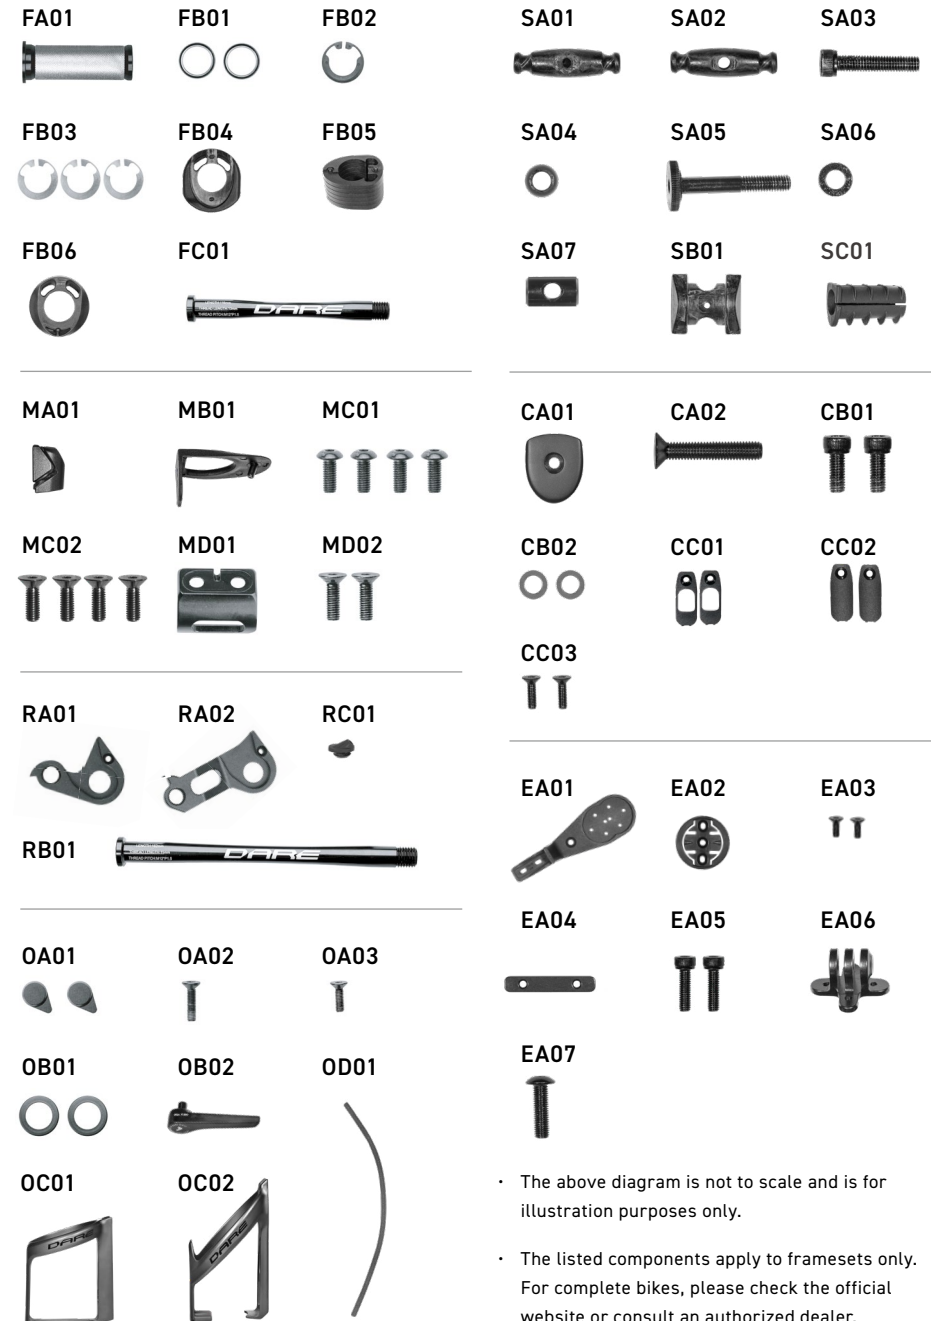 FA01 FB01 FB02
FB03 FB04 FB05
FB06 FC01
DARE
MA01 MB01 MC01
MC02 MD01 MD02
RA01 RA02 RC01
RB01
DARE
OA01 OA02 OA03
OB01 OB02 OD01
OC01 OC02
DARE
DARE
SA01 SA02 SA03
SA04 SA05 SA06
SA07 SB01 SC01
CA01 CA02 CB01
CB02 CC01 CC02
CC03
EA01 EA02 EA03
EA04 EA05 EA06
EA07
· The above diagram is not to scale and is for
illustration purposes only.
· The listed components apply to framesets only.
For complete bikes, please check the official
website or consult an authorized dealer.